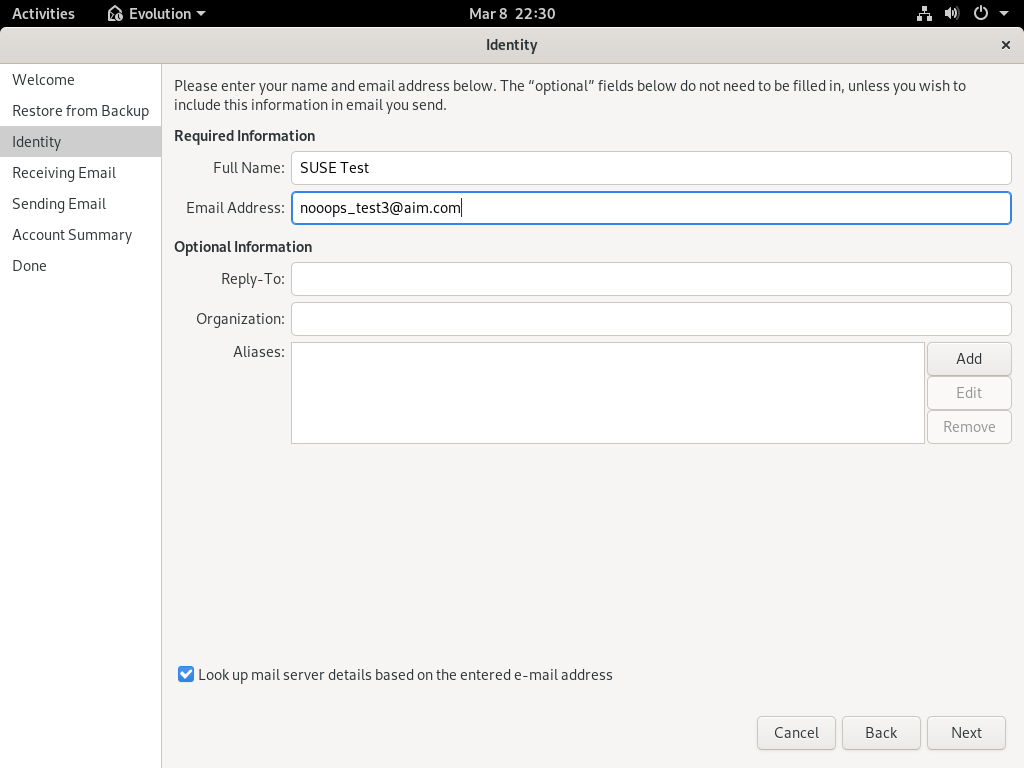 Activities
Evolution
Mar 8 22:30
Identity
Welcome
Restore from Backup
Identity
Receiving Email
Sending Email
Account Summary
Done
Please enter your name and email address below. The “optional” fields below do not need to be filled in, unless you wish to
include this information in email you send.
Required Information
Full Name: SUSE Test
Email Address: nooops_test3@aim.com
Optional Information
Reply-To:
Organization:
Aliases:
Add
Edit
Remove
Look up mail server details based on the entered e-mail address
Cancel Back Next